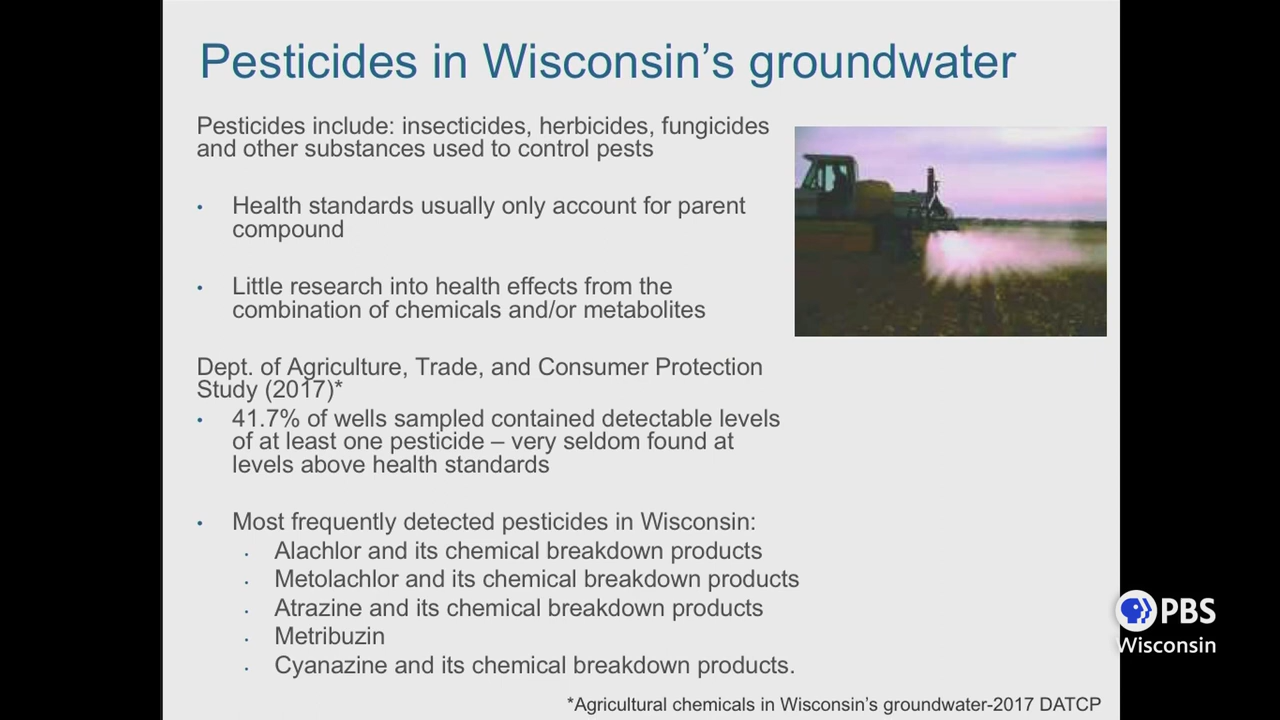 Pesticides in Wisconsin's groundwater
Pesticides include: insecticides, herbicides, fungicides
and other substances used to control pests
• Health standards usually only account for parent
compound
• Little research into health effects from the
combination of chemicals and/or metabolites
Dept. of Agriculture, Trade, and Consumer Protection
Study (2017)*
• 41.7% of wells sampled contained detectable levels
of at least one pesticide – very seldom found at
levels above health standards
• Most frequently detected pesticides in Wisconsin:
• Alachlor and its chemical breakdown products
• Metolachlor and its chemical breakdown products
• Atrazine and its chemical breakdown products
• Metribuzin
• Cyanazine and its chemical breakdown products.
*Agricultural chemicals in Wisconsin's groundwater-2017 DATCP
PBS
Wisconsin